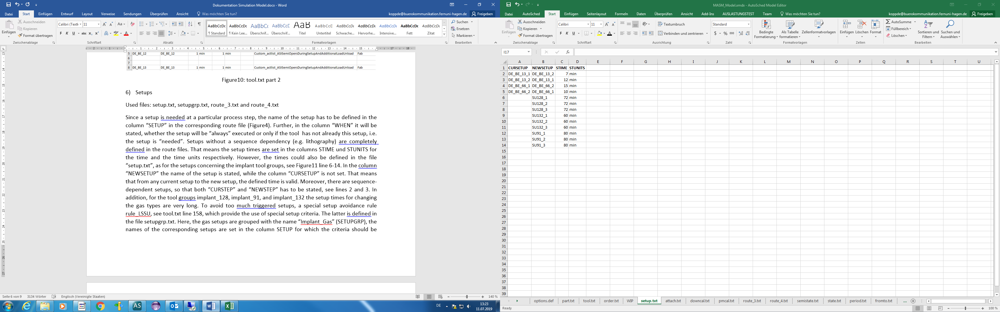 Dokumentation Simulation Model.docx - Word
Datei Start Einfügen Entwurf Layout Verweise Sendungen Überprüfen Ansicht Was möchten Sie tun? koppde@buerokommunikation.fernuni-hagen.de Freigeben
Einfügen
Ausschneiden
Kopieren
Format übertragen
Zwischenablage
Calibri (Textk 11
Schriftart
Absatz
AaBbCcDc AaBbCcDc AaBbCc AaBbCcC AaB AaBbCcC AaBbCcDc AaBbCcDc AaBbCcDc AaBbCcDc AaBbCcDc
¶ Standard ¶ Kein Lee... Überschrif... Überschrif... Titel Untertitel Schwache... Hervorhe... Intensive... Fett Zitat
Formatvorlagen
Suchen
Ersetzen
Markieren
Bearbeiten
5 DE_BE_12 DE_BE_12 1 min 1 min Custom_actlist_ASISemiOpersDuringSetupAndAdditionalLoadUnload Fab
6
7
8 DE_BE_13 DE_BE_13 1 min 1 min Custom_actlist_ASISemiOpersDuringSetupAndAdditionalLoadUnload Fab
Figure10: tool.txt part 2
6) Setups
Used files: setup.txt, setupgrp.txt, route_3.txt and route_4.txt
Since a setup is needed at a particular process step, the name of the setup has to be defined in the
column “SETUP” in the corresponding route file (Figure4). Further, in the column “WHEN” it will be
stated, whether the setup will be “always” executed or only if the tool has not already this setup, i.e.
the setup is “needed”. Setups without a sequence dependency (e.g. lithography) are completely
defined in the route files. That means the setup times are set in the columns STIME und STUNITS for
the time and the time units respectively. However, the times could also be defined in the file
“setup.txt”, as for the setups concerning the implant tool groups, see Figure11 line 6-14. In the column
“NEWSETUP” the name of the setup is stated, while the column “CURSETUP” is not set. That means
that from any current setup to the new setup, the defined time is valid. Moreover, there are sequence-
dependent setups, so that both “CURSTEP” and “NEWSTEP” has to be stated, see lines 2 and 3. In
addition, for the tool groups implant_128, implant_91, and implant_132 the setup times for changing
the gas types are very long. To avoid too much triggered setups, a special setup avoidance rule
rule_LSSU, see tool.txt line 158, which provide the use of special setup criteria. The latter is defined in
the file setupgrp.txt. Here, the gas setups are grouped with the name “Implant_Gas” (SETUPGRP), the
names of the corresponding setups are set in the column SETUP for which the criteria should be
Seite 6 von 9 3134 Wörter Englisch (Vereinigte Staaten) 140 %
DE 13:23
11.07.2019
MASM_Model.xmdx - AutoSched Model Editor
Datei AutoSched Start Einfügen Seitenlayout Formeln Daten Überprüfen Ansicht Add-Ins AUSLASTUNGSTEST Team Was möchten Sie tun? koppde@buerokommunikation.fernuni-hagen.de Freigeben
Einfügen
Ausschneiden
Kopieren
Format übertragen
Zwischenablage
Calibri 11
Schriftart
Textumbruch
Verbinden und zentrieren
Ausrichtung
Standard
Zahl
Bedingte Formatierung
Als Tabelle formatieren
Zellenformatvorlagen
Formatvorlagen
Einfügen Löschen Format
Zellen
AutoSumme
Füllbereich
Löschen
Sortieren und Filtern
Suchen und Auswählen
Bearbeiten
I17 fx
A B C D E F G H I J K L M N O P Q R S T U
1 CURSETUP NEWSETUP STIME STUNITS
2 DE_BE_13_1 DE_BE_13_2 7 min
3 DE_BE_13_2 DE_BE_13_1 12 min
4 DE_BE_66_1 DE_BE_66_2 15 min
5 DE_BE_66_2 DE_BE_66_1 10 min
6 SU128_1 72 min
7 SU128_2 72 min
8 SU128_3 72 min
9 SU132_1 60 min
10 SU132_2 60 min
11 SU132_3 60 min
12 SU91_1 80 min
13 SU91_2 80 min
14 SU91_3 80 min
15
16
17
18
19
20
21
22
23
24
25
26
27
28
29
30
31
32
33
34
35
36
37
38
39
options.def part.txt tool.txt order.txt WIP setup.txt attach.txt downcal.txt pmcal.txt route_3.txt route_4.txt semistate.txt state.txt period.txt fromto.txt ...
Ready 100 %